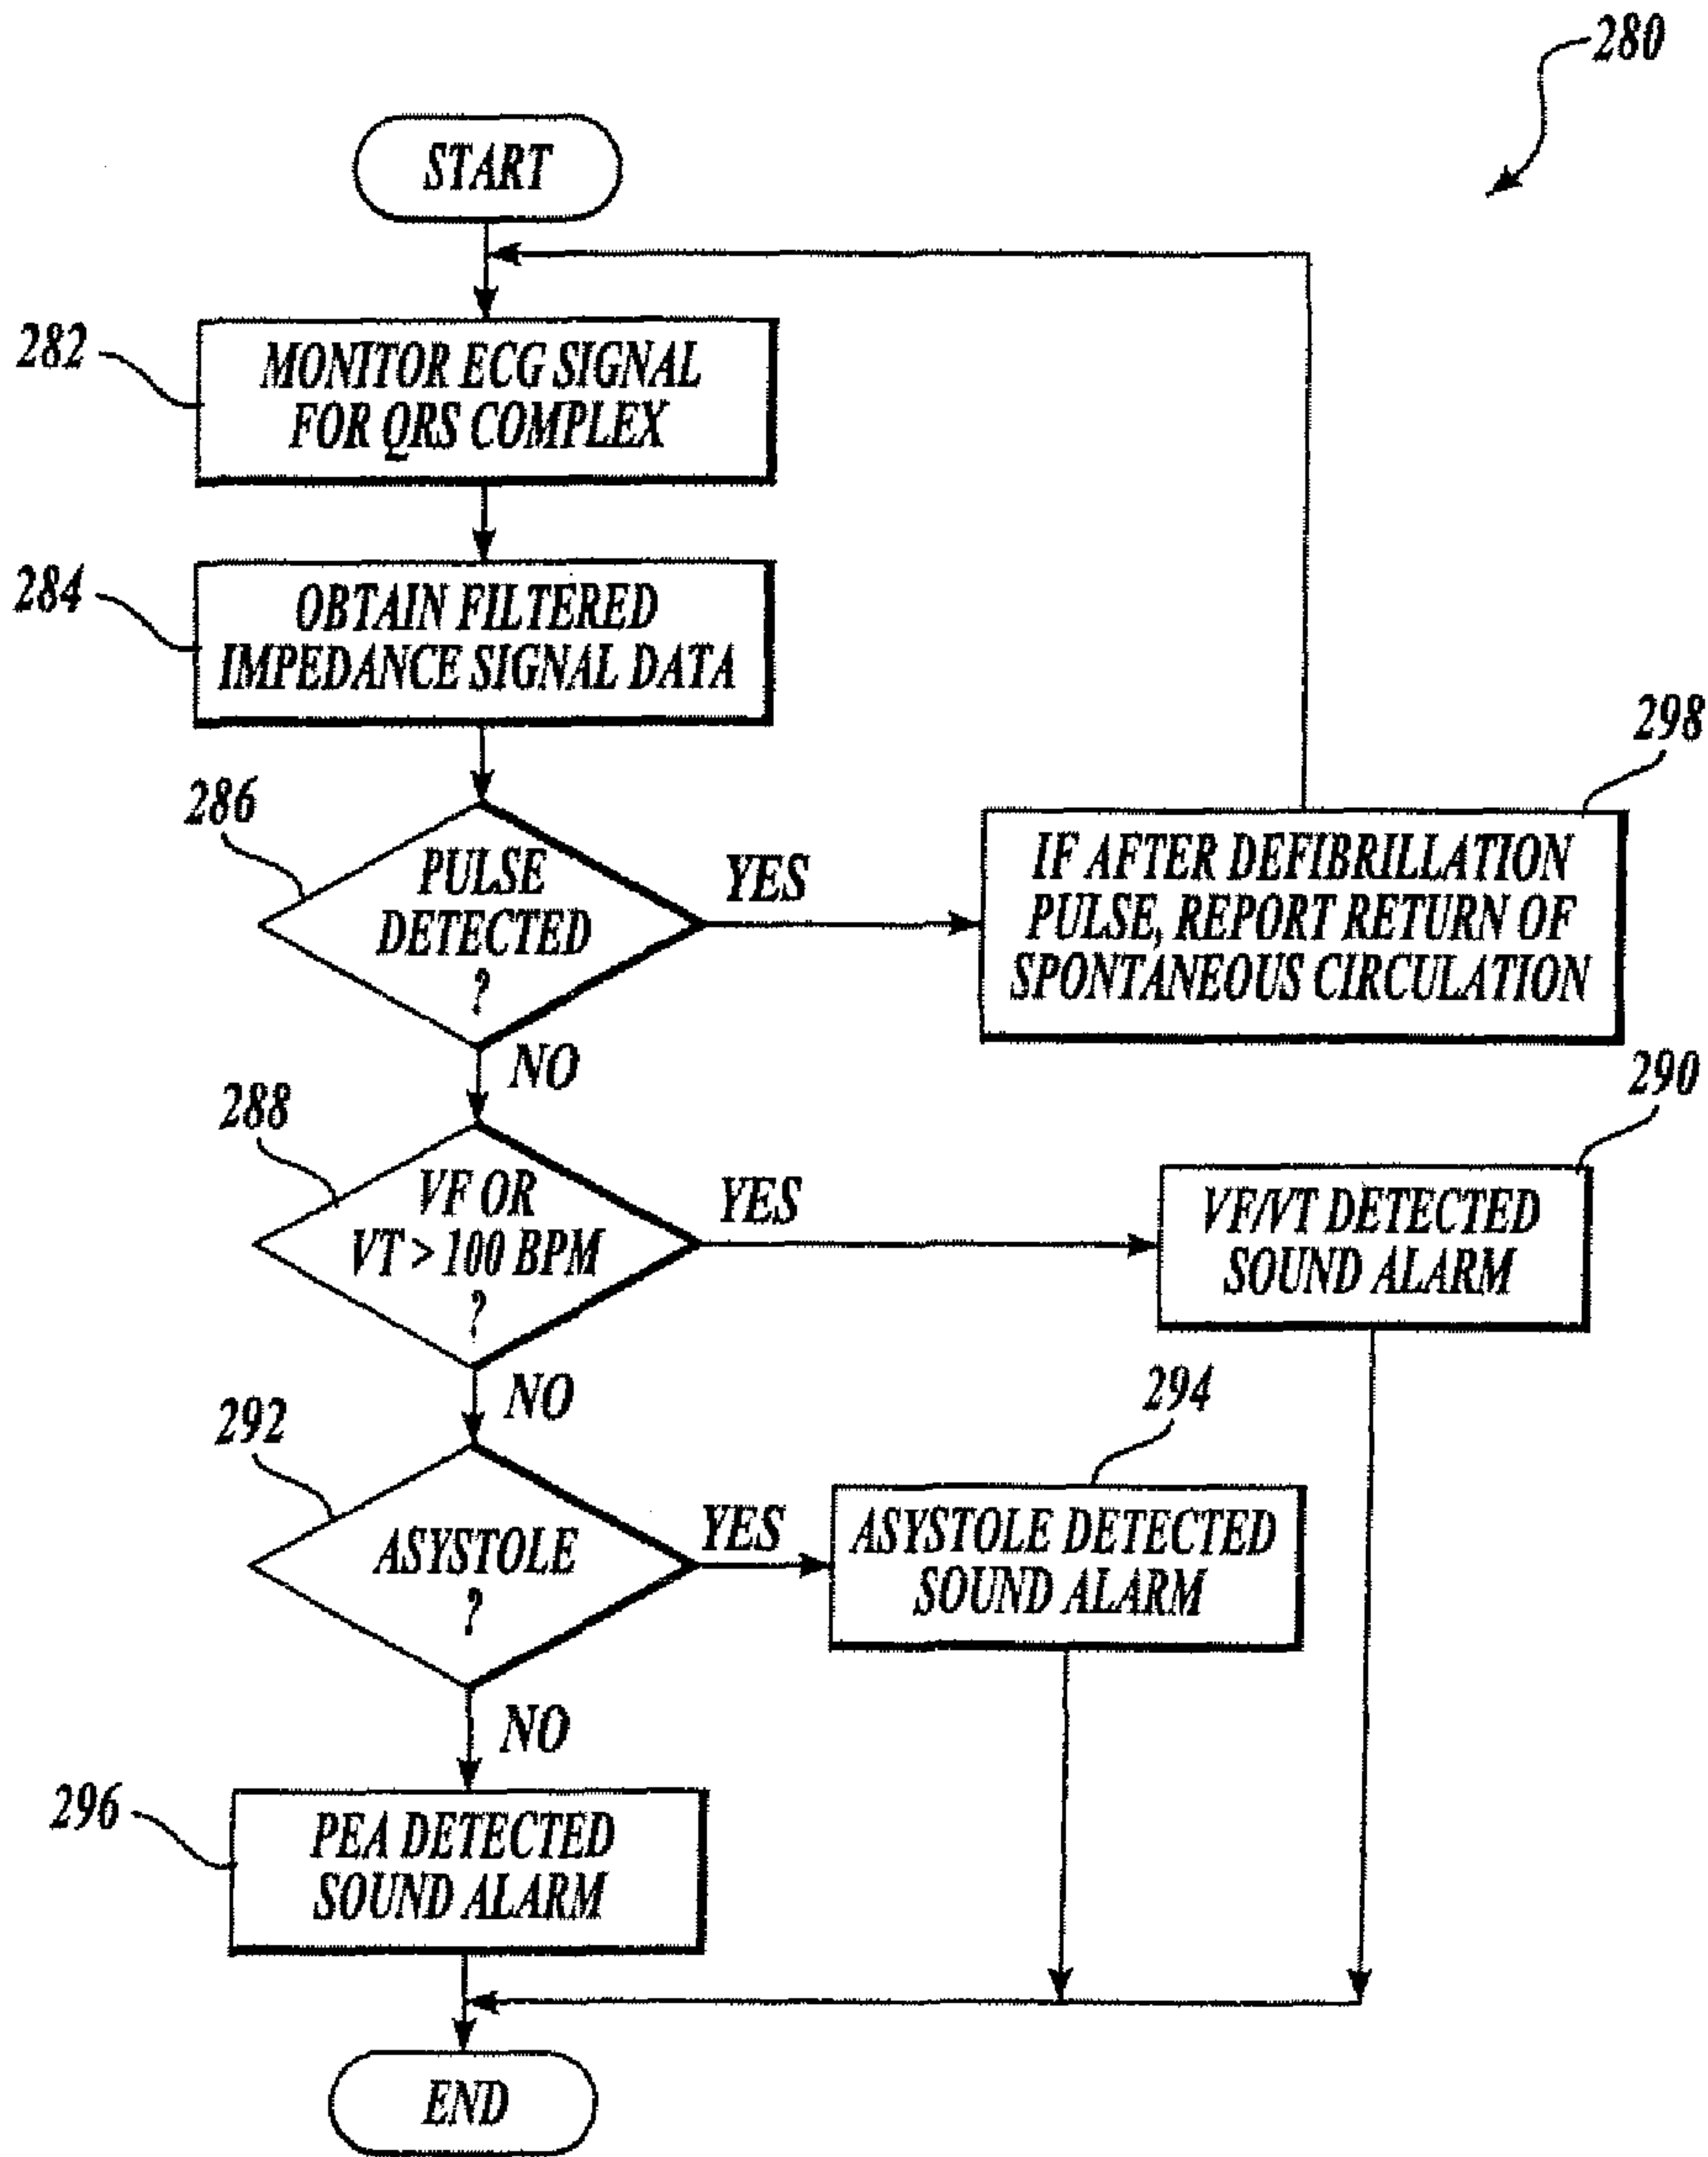 280
START
282
MONITOR ECG SIGNAL
FOR QRS COMPLEX
284
OBTAIN FILTERED
IMPEDANCE SIGNAL DATA
298
286
PULSE
DETECTED
?
YES
IF AFTER DEFIBRILLATION
PULSE, REPORT RETURN OF
SPONTANEOUS CIRCULATION
NO
290
288
VF OR
VT > 100 BPM
?
YES
VF/VT DETECTED
SOUND ALARM
NO
294
292
ASYSTOLE
?
YES
ASYSTOLE DETECTED
SOUND ALARM
NO
296
PEA DETECTED
SOUND ALARM
END